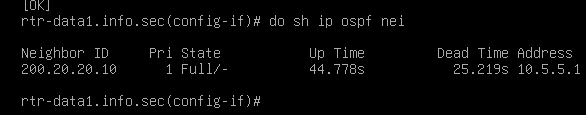 [OK]
rtr-data1.info.sec(config-if)# do sh ip ospf nei
Neighbor ID     Pri State           Up Time         Dead Time Address
200.20.20.10      1 Full/-          44.778s           25.219s 10.5.5.1
rtr-data1.info.sec(config-if)#